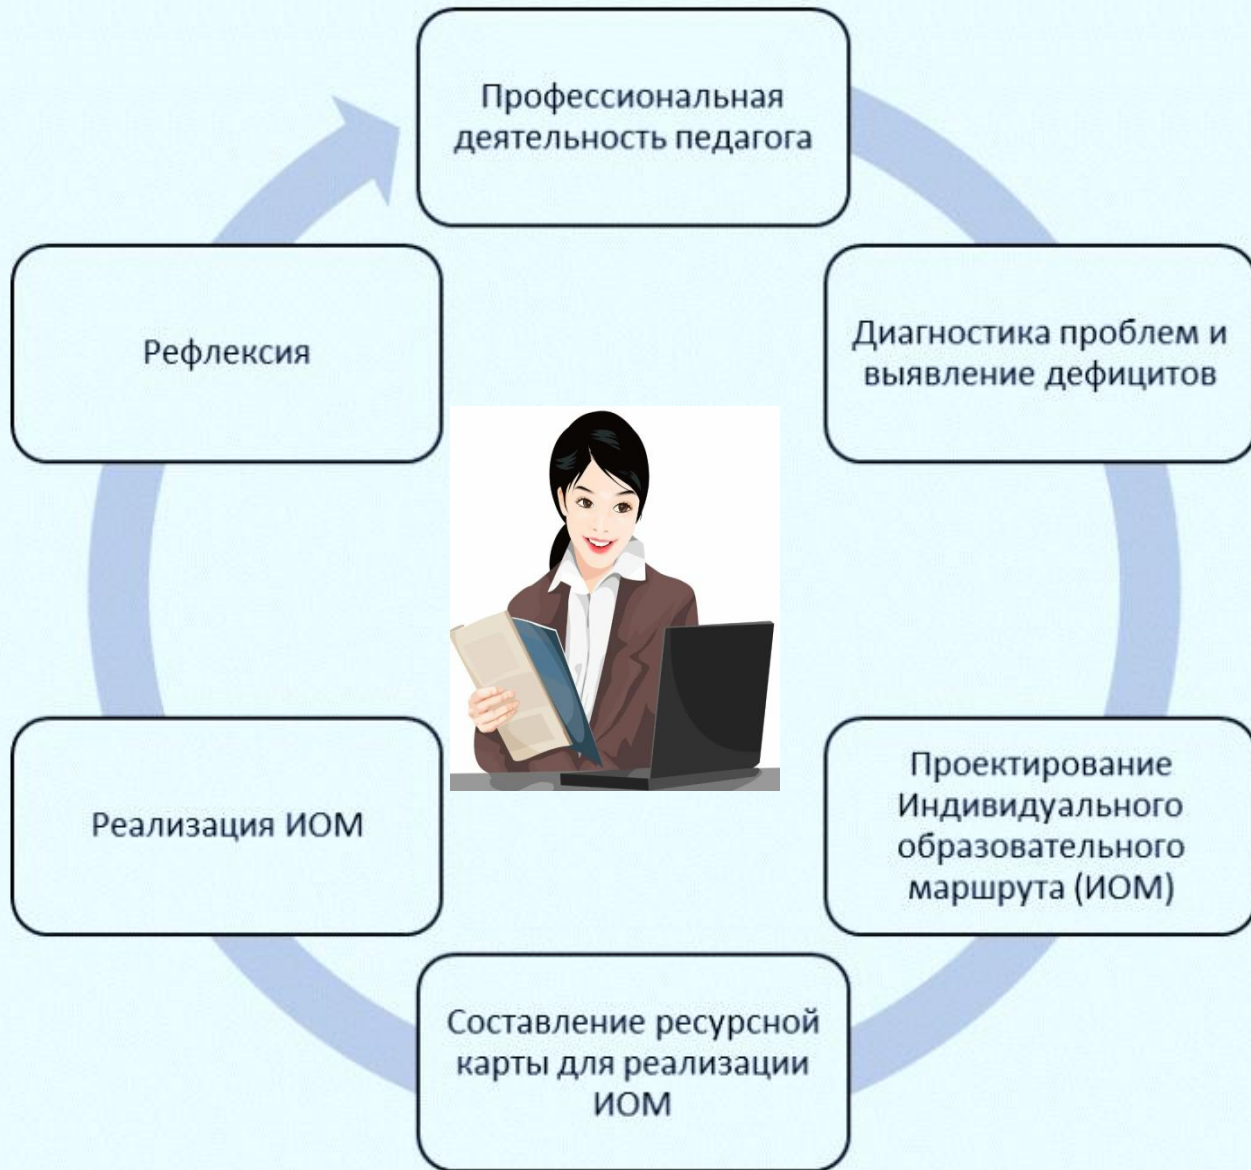 Профессиональная
деятельность педагога
Диагностика проблем и
выявление дефицитов
Проектирование
Индивидуального
образовательного
маршрута (ИОМ)
Составление ресурсной
карты для реализации
ИОМ
Реализация ИОМ
Рефлексия